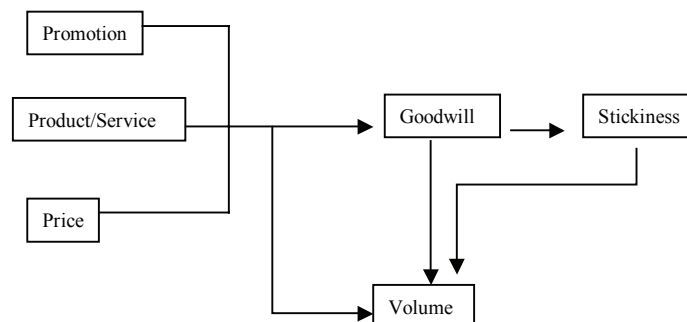 Promotion
Product/Service
Goodwill
Stickiness
Price
Volume